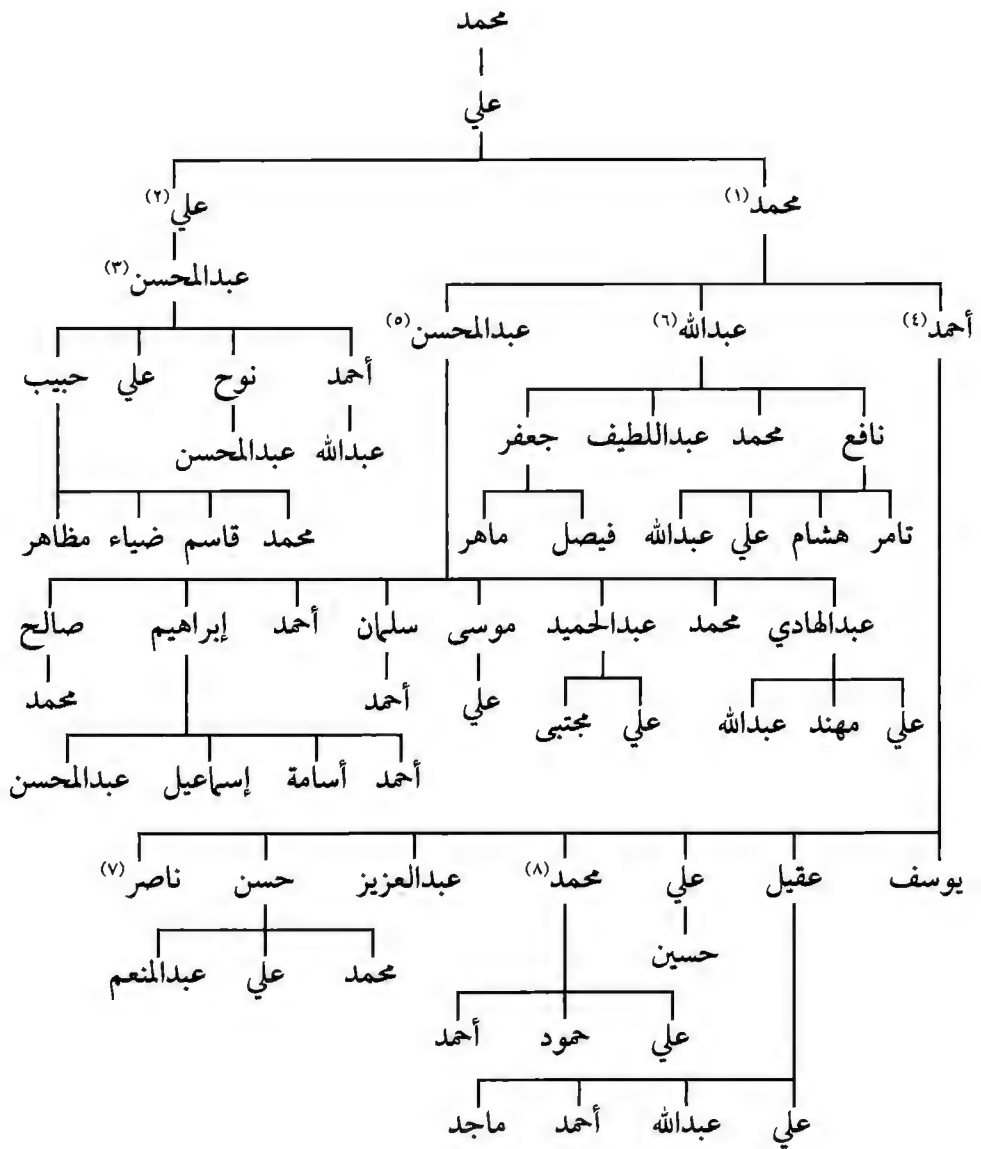 محمد
علي
محمد(١) علي(٢)
عبدالمحسن(٣)
أحمد(٤) عبدالله(٦) عبدالمحسن(٥)
أحمد نوح علي حبيب
نافع محمد عبداللطيف جعفر
عبدالله عبدالمحسن
تامر هشام علي عبدالله فيصل ماهر
محمد قاسم ضياء مظاهر
عبدالهادي محمد عبدالحميد موسى سلمان أحمد إبراهيم صالح
علي مهند عبدالله علي مجتبى علي أحمد محمد
أحمد أسامة إسماعيل عبدالمحسن
يوسف عقيل علي محمد(٨) عبدالعزيز حسن ناصر(٧)
حسين
محمد علي عبدالمنعم
علي حمود أحمد
علي عبدالله أحمد ماجد